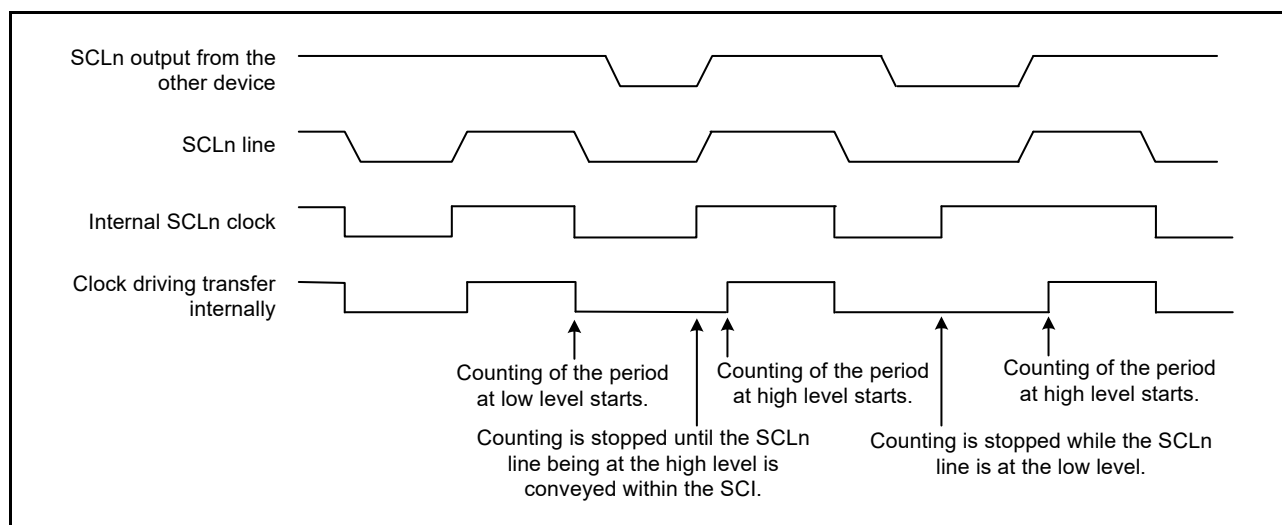 SCLn output from the
other device
SCLn line
Internal SCLn clock
Clock driving transfer
internally
Counting of the period
at low level starts.
Counting of the period
at high level starts.
Counting of the period
at high level starts.
Counting is stopped until the SCLn
line being at the high level is
conveyed within the SCI.
Counting is stopped while the SCLn
line is at the low level.